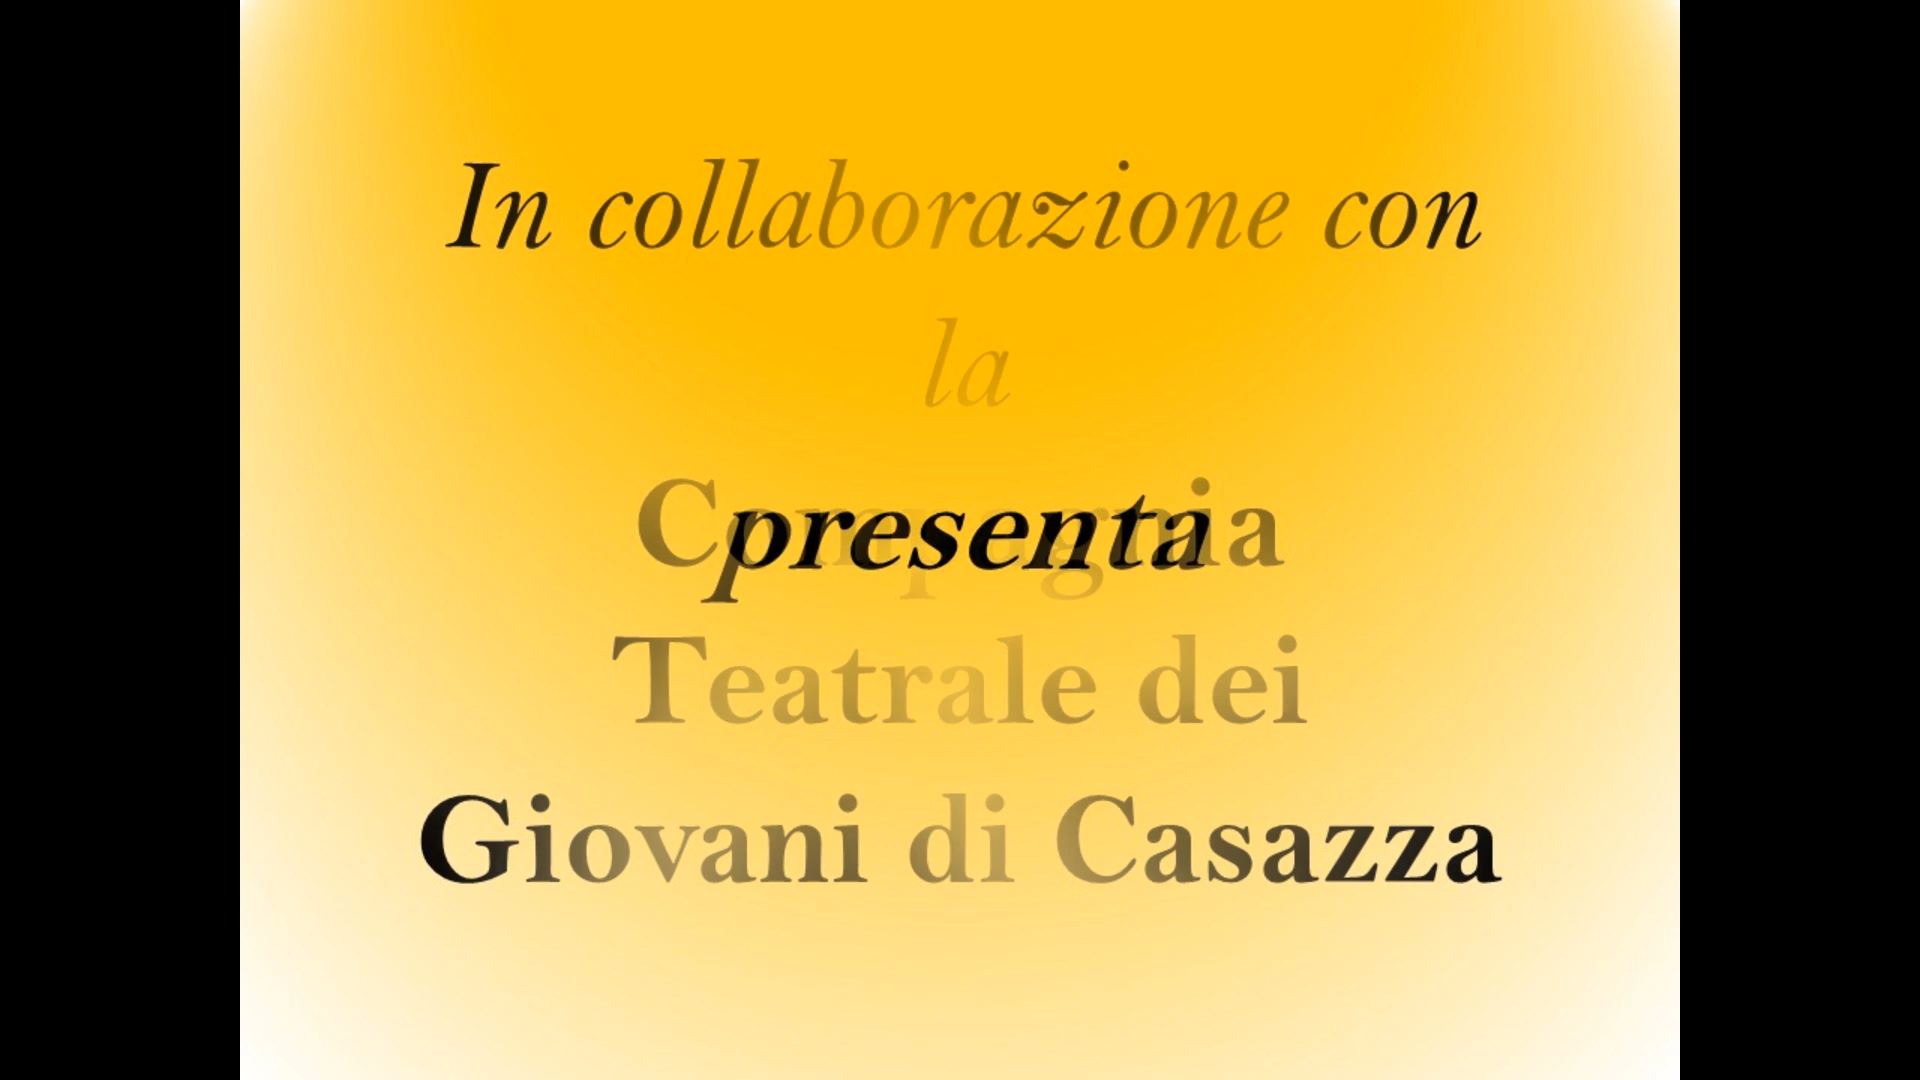 In collaborazione con
la
Compagnia
presenta
Teatrale dei
Giovani di Casazza